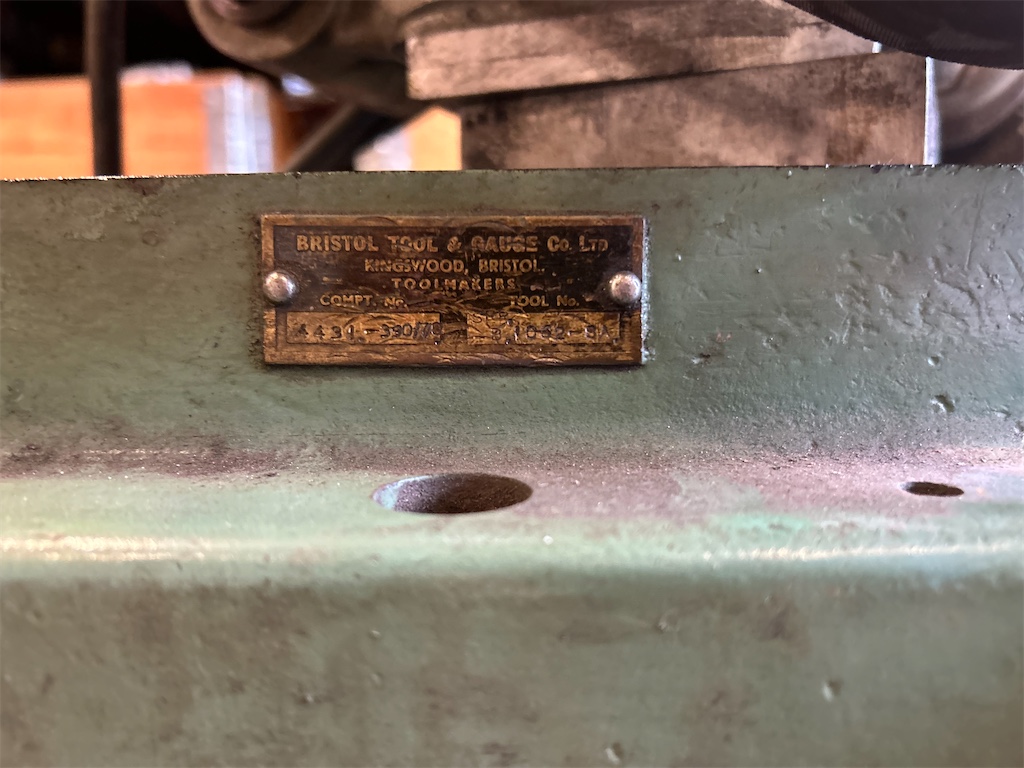 BRISTOL TOOL & GAUGE Co. LTD
KINGSWOOD, BRISTOL.
TOOLMAKERS
COMPT. No. TOOL No.